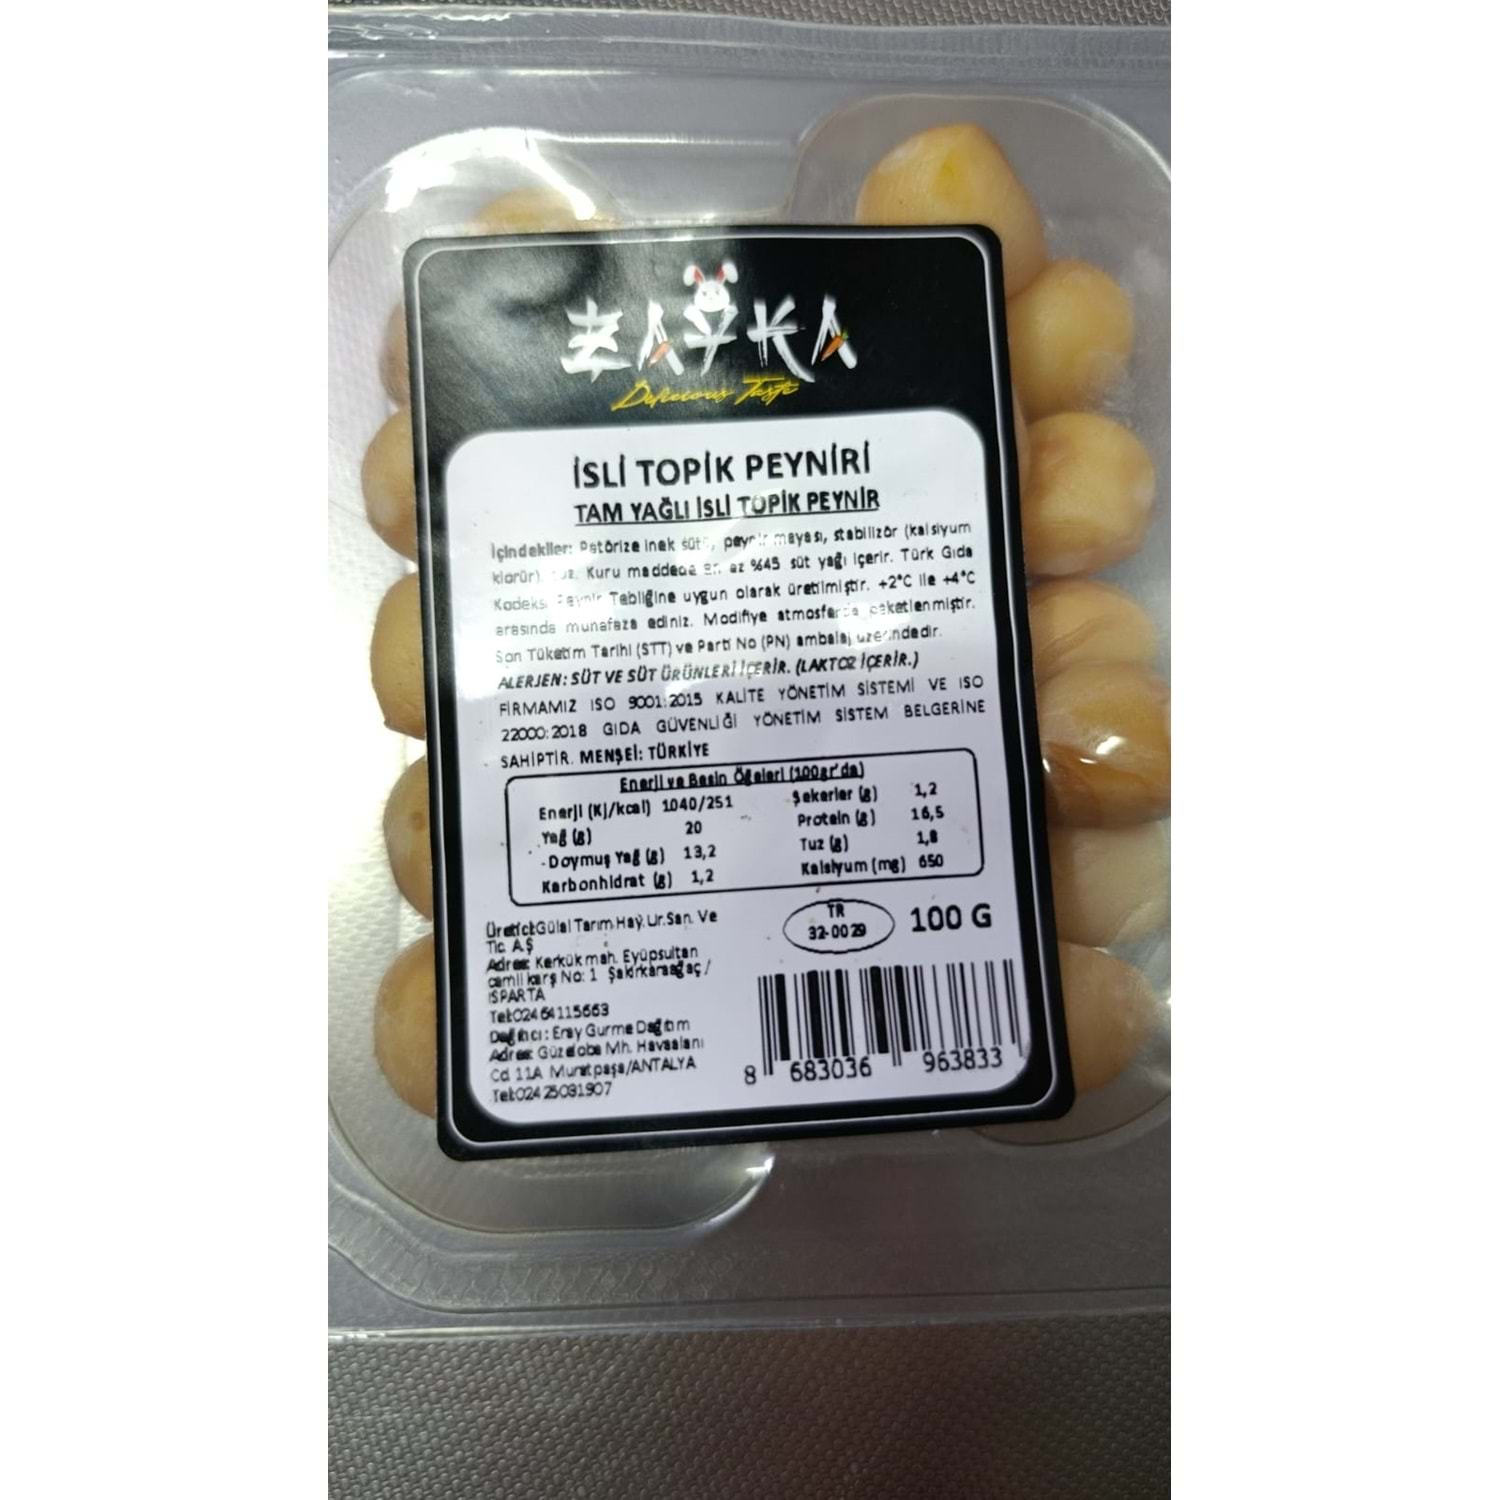 ZAYKA
Delicious Taste
İSLİ TOPİK PEYNİRİ
TAM YAĞLI İSLİ TOPİK PEYNİR
İçindekiler: Patörize inek sütü, peynir mayası, stabilizör (kalsiyum
klorür), tuz. Kuru maddede en az %45 süt yağı içerir. Türk Gıda
Kodeksi Peynir Tebliğine uygun olarak üretilmiştir. +2°C ile +4°C
arasında munafaza ediniz. Modifiye atmosferde paketlenmiştir.
Son Tüketim Tarihi (STT) ve Parti No (PN) ambalaj üzerindedir.
ALERJEN: SÜT VE SÜT ÜRÜNLERİ İÇERİR. (LAKTOZ İÇERİR.)
FİRMAMIZ ISO 9001:2015 KALİTE YÖNETİM SİSTEMİ VE ISO
22000:2018 GIDA GÜVENLİĞİ YÖNETİM SİSTEM BELGERİNE
SAHİPTİR. MENŞEİ: TÜRKİYE
Enerji ve Besin Öğeleri (100gr'da)
Enerji (Kj/kcal) 1040/251 Şekerler (g) 1,2
Yağ (g) 20 Protein (g) 16,5
- Doymuş Yağ (g) 13,2 Tuz (g) 1,8
Karbonhidrat (g) 1,2 Kalsiyum (mg) 650
Üretici:Gülal Tarım Hay. Ur. San. Ve
Tic. A.Ş
Adres: Kerkük mah. Eyüpsultan
camii karş No: 1 Şakirkaraağaç /
ISPARTA
Tel:02464115663
Dağıtıcı: Eray Gurme Dağıtım
Adres: Güzeloba Mh. Havaalanı
Cd. 11A Muratpaşa/ANTALYA
Tel:02425031907
TR
32-0029
100 G
8 683036 963833